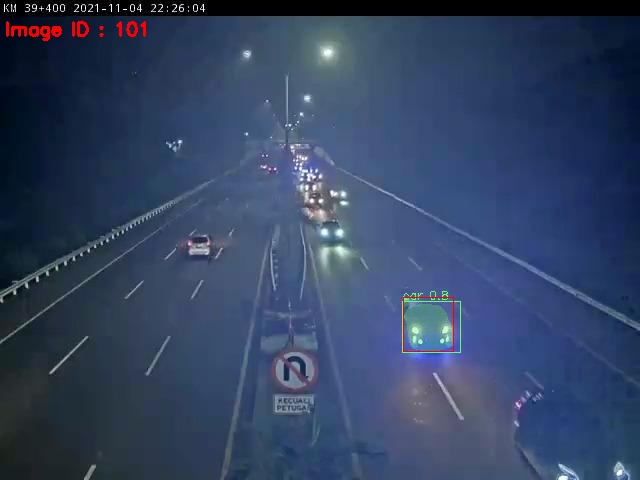 KM 39+400 2021-11-04 22:26:04
Image ID : 101
car 0.8
KECUALI
PETUGAS